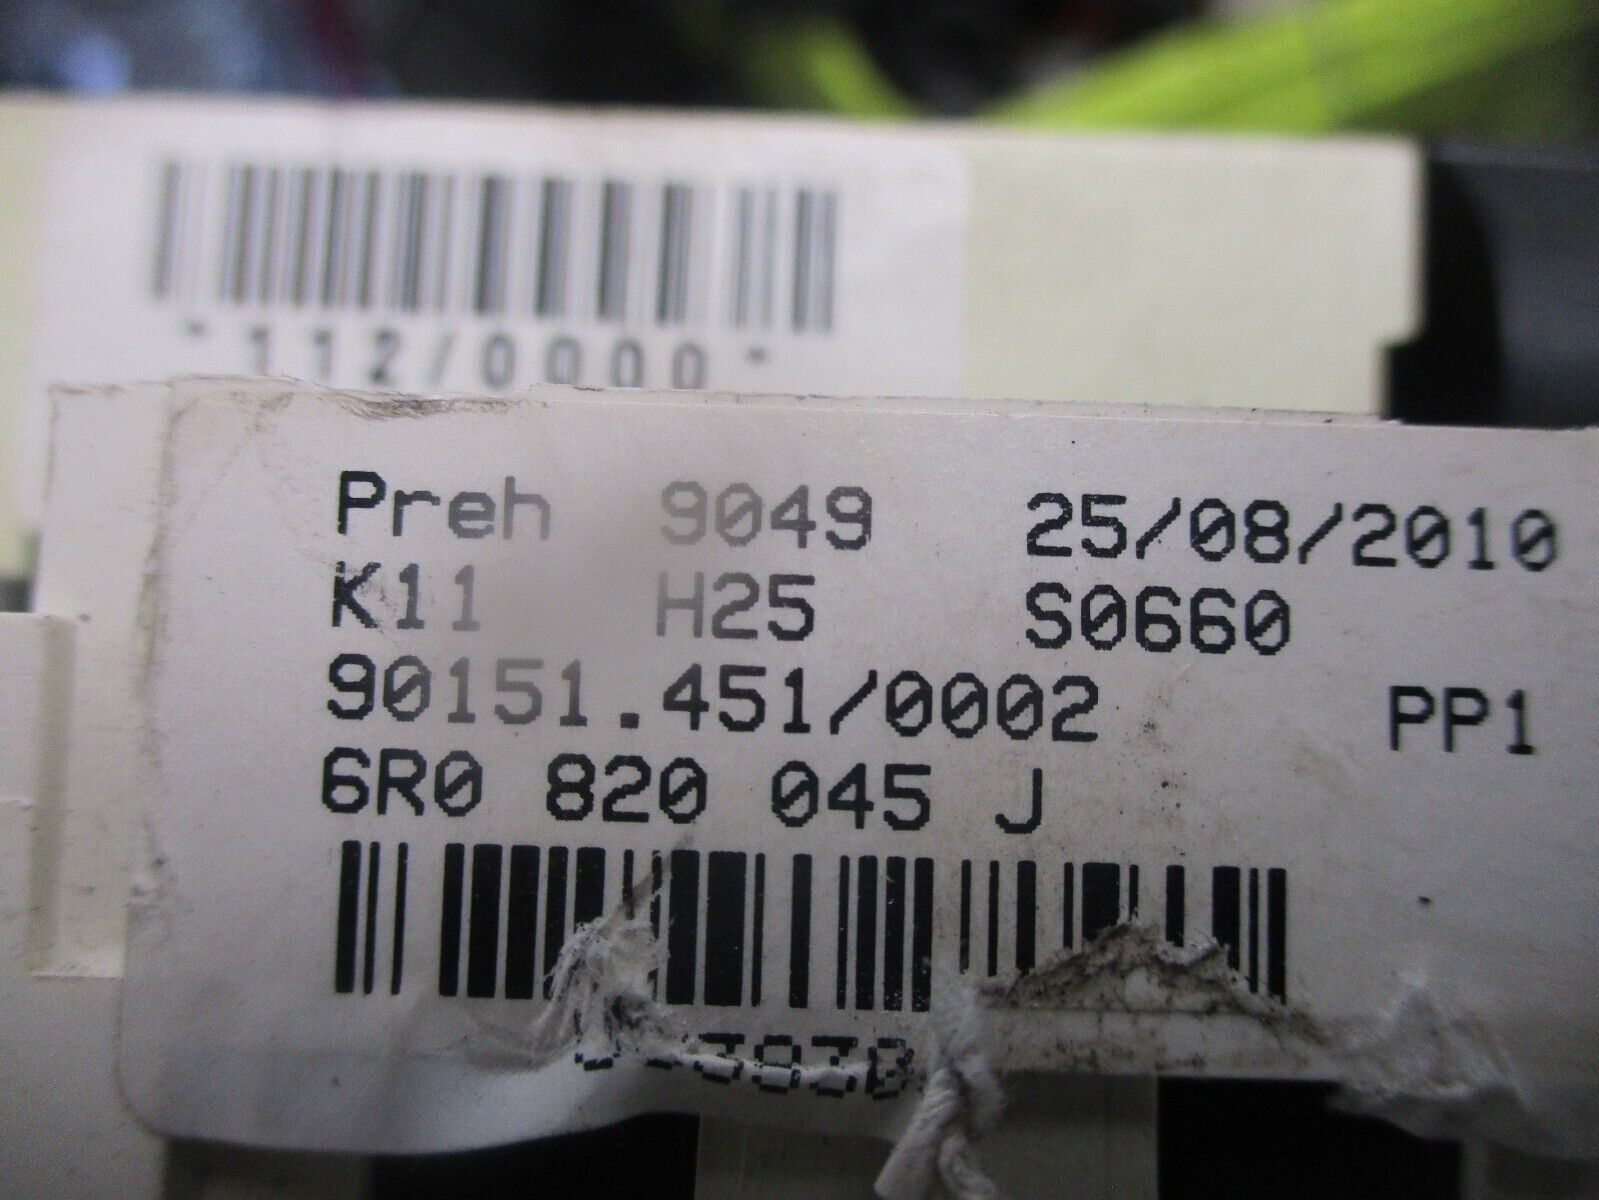 *112/0000*
Preh 9049 25/08/2010
K11 H25 S0660
90151.451/0002 PP1
6R0 820 045 J